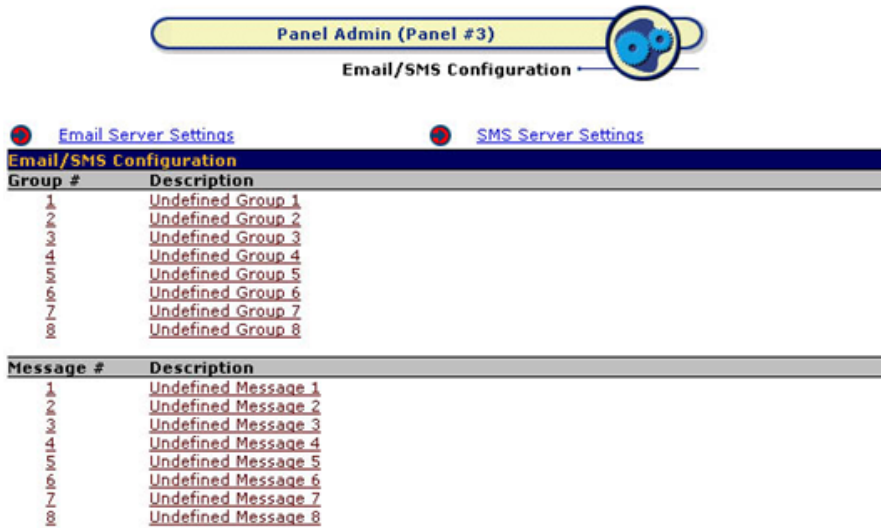 Panel Admin (Panel #3)
Email/SMS Configuration
Email Server Settings SMS Server Settings
Email/SMS Configuration
Group # Description
1 Undefined Group 1
2 Undefined Group 2
3 Undefined Group 3
4 Undefined Group 4
5 Undefined Group 5
6 Undefined Group 6
7 Undefined Group 7
8 Undefined Group 8
Message # Description
1 Undefined Message 1
2 Undefined Message 2
3 Undefined Message 3
4 Undefined Message 4
5 Undefined Message 5
6 Undefined Message 6
7 Undefined Message 7
8 Undefined Message 8